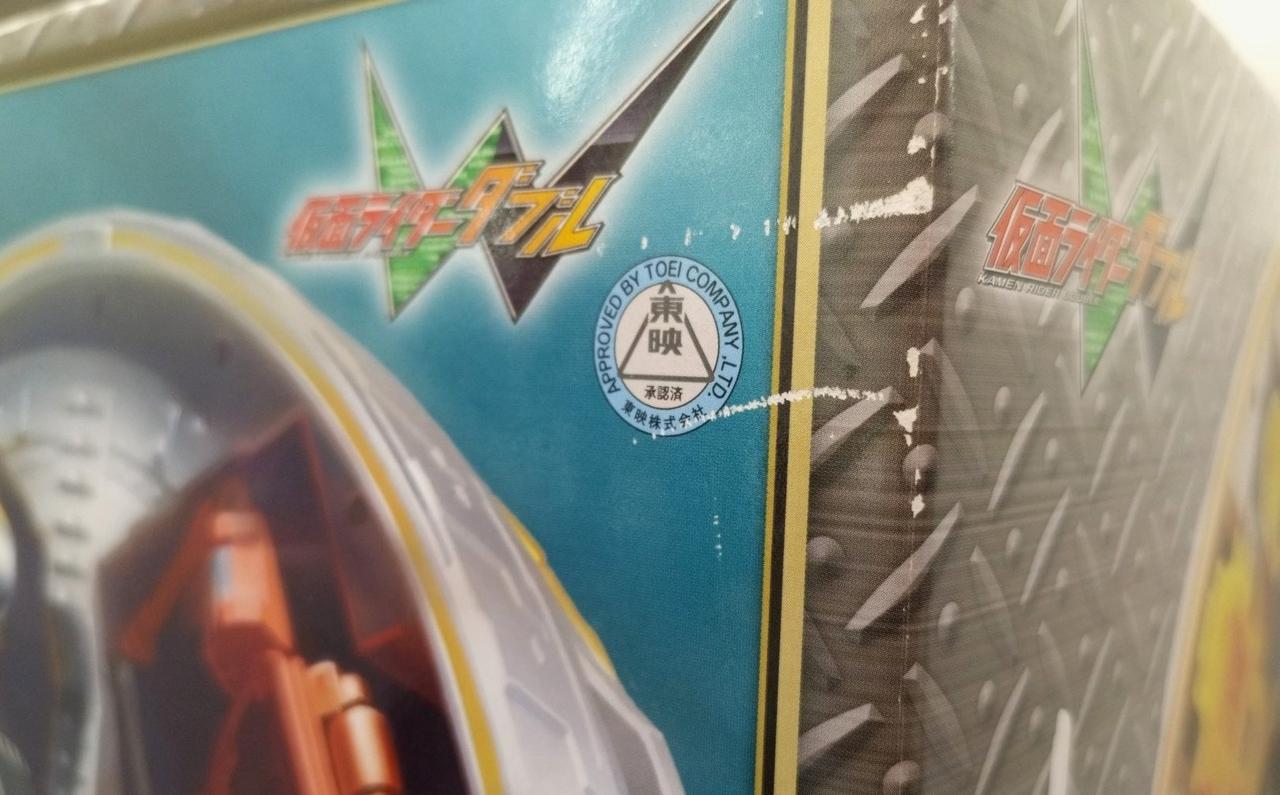 仮面ライダーダブル
APPROVED BY TOEI COMPANY,LTD.
東映
承認済
東映株式会社
仮面ライダーダブル
KAMEN RIDER